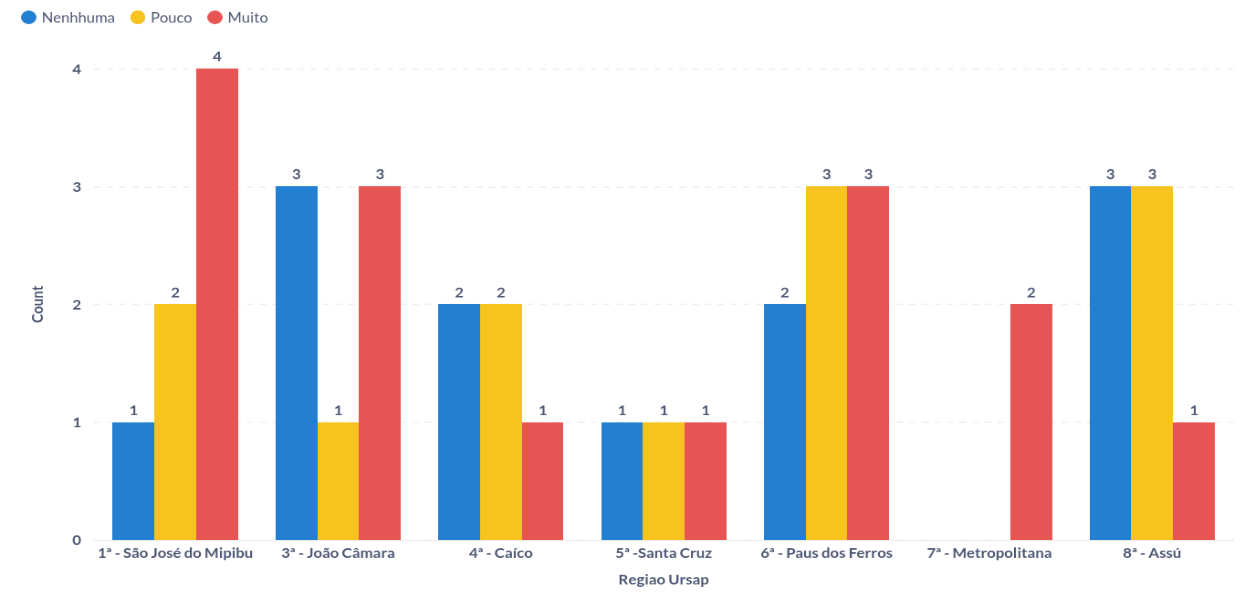 Nenhhuma Pouco Muito
4
4
3 3 3 3 3 3
3
2 2 2 2 2
2
Count
1 1 1 1 1 1 1
1
0
1ª - São José do Mipibu 3ª - João Câmara 4ª - Caíco 5ª -Santa Cruz 6ª - Paus dos Ferros 7ª - Metropolitana 8ª - Assú
Regiao Ursap